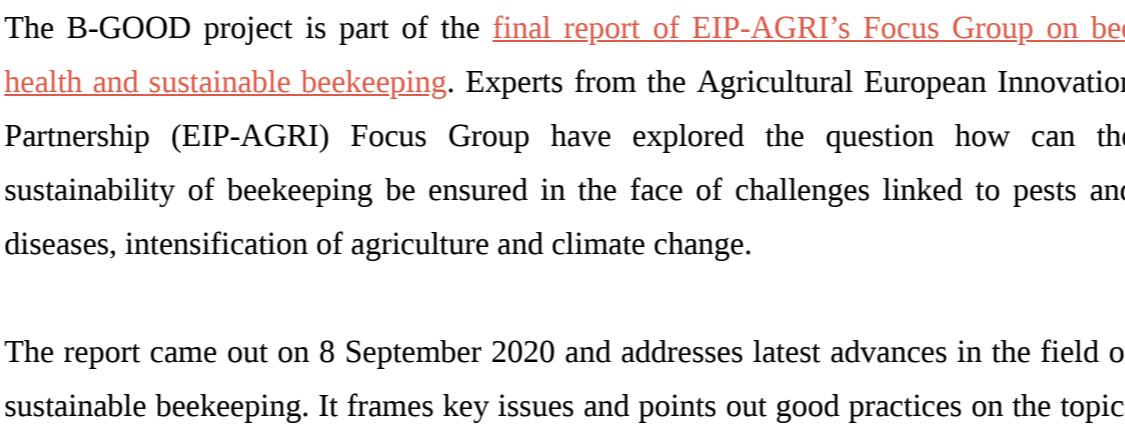 The B-GOOD project is part of the final report of EIP-AGRI’s Focus Group on bee
health and sustainable beekeeping. Experts from the Agricultural European Innovation
Partnership (EIP-AGRI) Focus Group have explored the question how can the
sustainability of beekeeping be ensured in the face of challenges linked to pests and
diseases, intensification of agriculture and climate change.
The report came out on 8 September 2020 and addresses latest advances in the field of
sustainable beekeeping. It frames key issues and points out good practices on the topics